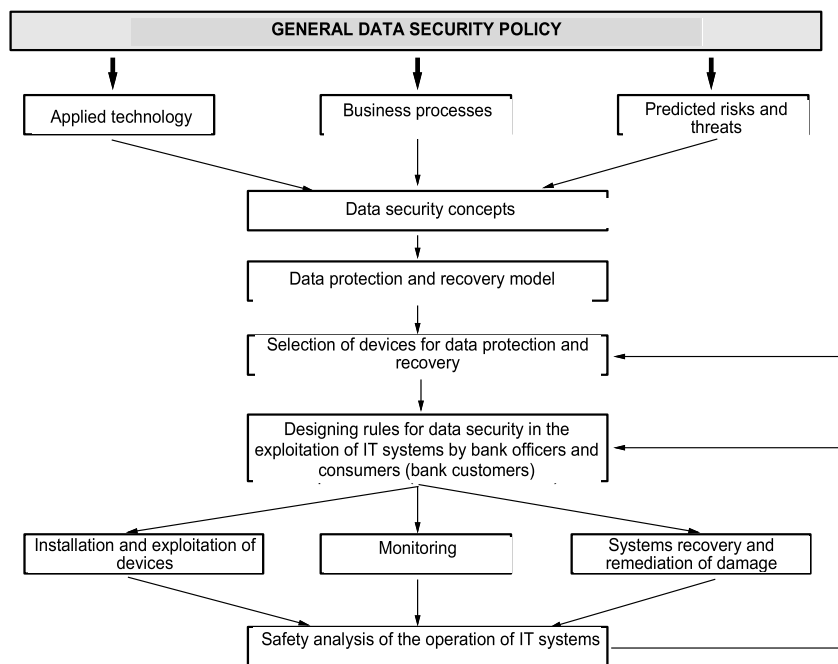 GENERAL DATA SECURITY POLICY
Applied technology
Business processes
Predicted risks and
threats
Data security concepts
Data protection and recovery model
Selection of devices for data protection and
recovery
Designing rules for data security in the
exploitation of IT systems by bank officers and
consumers (bank customers)
Installation and exploitation of
devices
Monitoring
Systems recovery and
remediation of damage
Safety analysis of the operation of IT systems